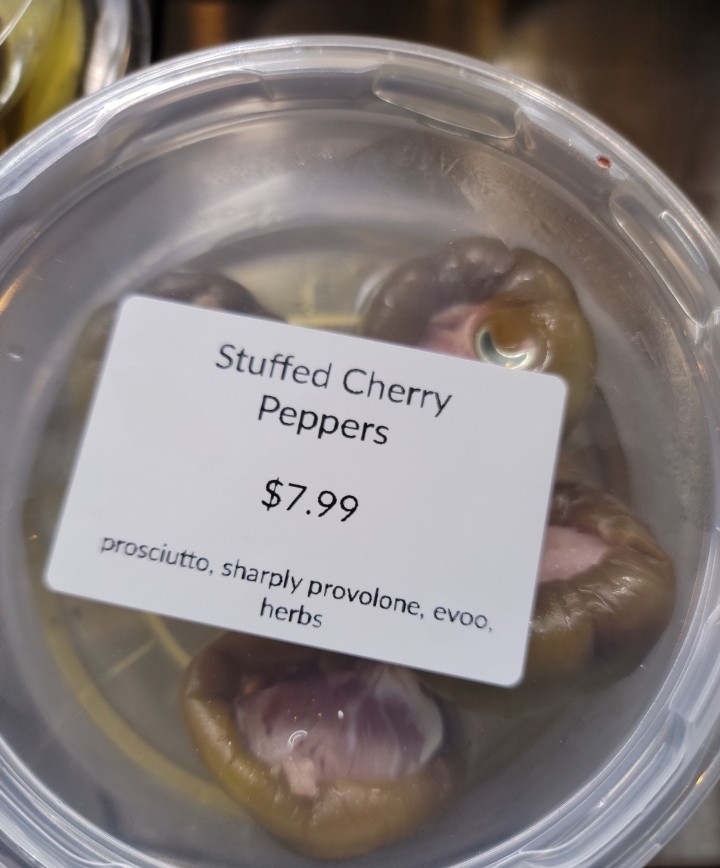 Stuffed Cherry
Peppers
$7.99
prosciutto, sharply provolone, evoo,
herbs